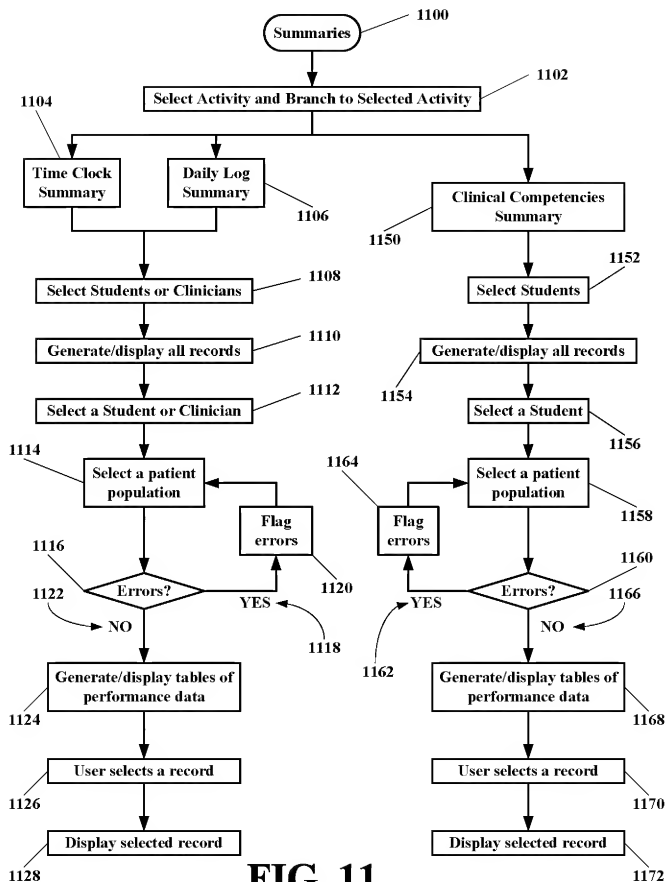 Summaries
1100
1102
Select Activity and Branch to Selected Activity
1104
Time Clock
Summary
Daily Log
Summary
1106
Clinical Competencies
Summary
1150
1108
Select Students or Clinicians
1152
Select Students
1110
Generate/display all records
Generate/display all records
1154
1112
Select a Student or Clinician
Select a Student
1156
1114
Select a patient
population
1164
Select a patient
population
1158
Flag
errors
1120
Flag
errors
1116
Errors?
1122
NO
YES
1118
1160
Errors?
1166
YES
NO
1162
Generate/display tables of
performance data
1124
Generate/display tables of
performance data
1168
User selects a record
1126
User selects a record
1170
Display selected record
1128
Display selected record
1172
FIG. 11